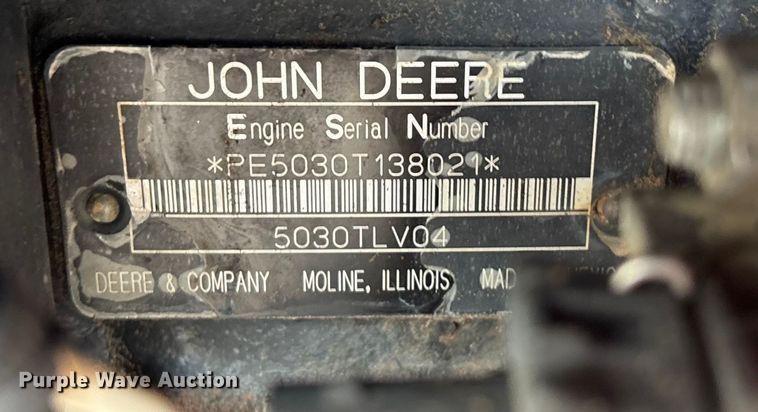 JOHN DEERE
Engine Serial Number
*PE5030T138021*
5030TLV04
DEERE & COMPANY MOLINE, ILLINOIS
Purple Wave Auction